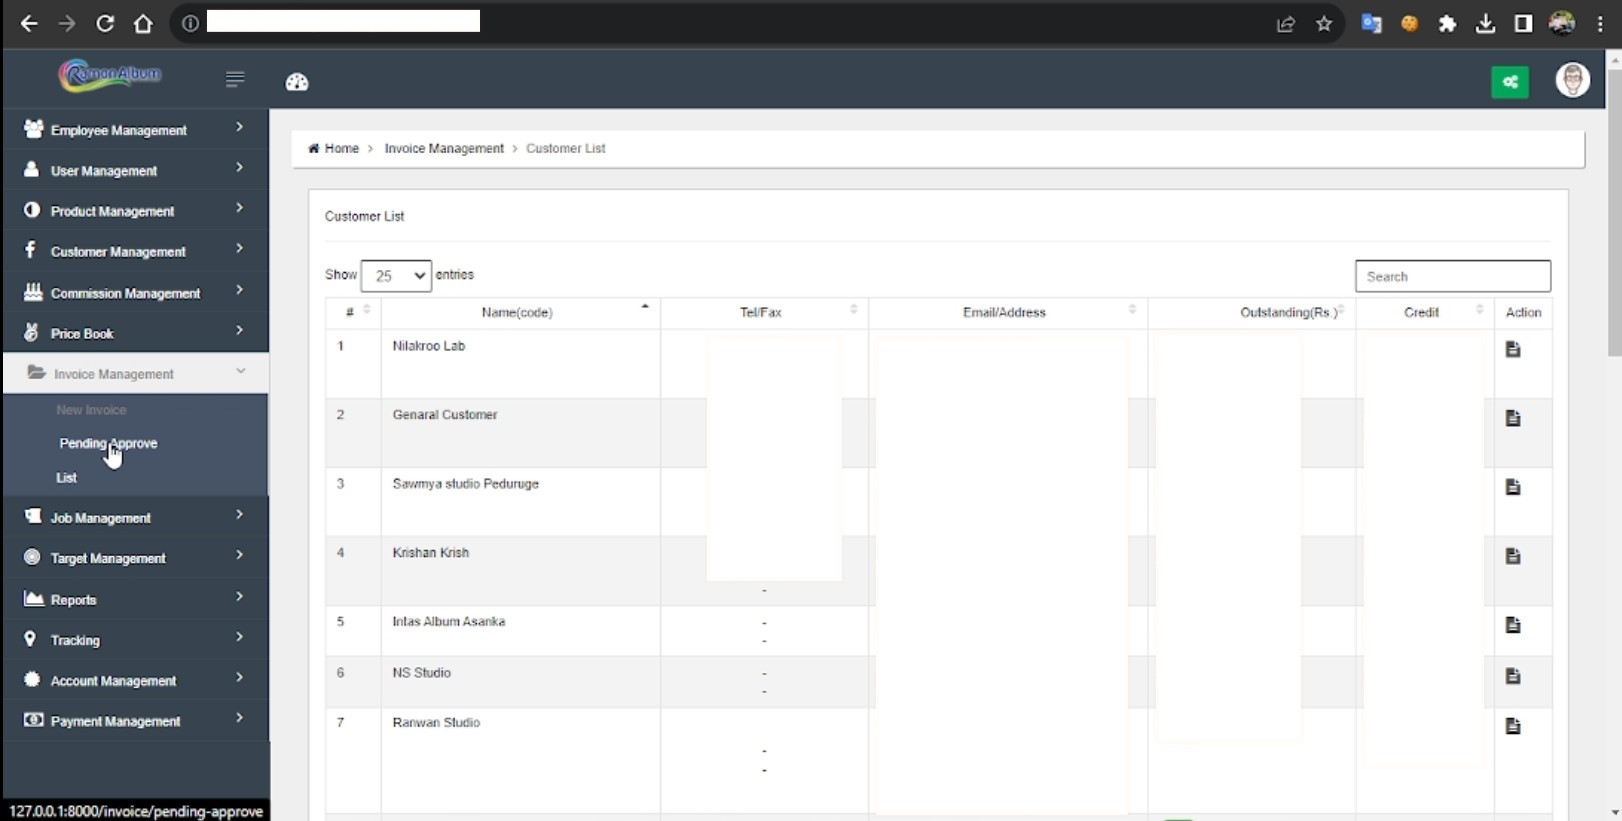 RamonAlbum
Employee Management
User Management
Product Management
Customer Management
Commission Management
Price Book
Invoice Management
New Invoice
Pending Approve
List
Job Management
Target Management
Reports
Tracking
Account Management
Payment Management
127.0.0.1:8000/invoice/pending-approve
Home > Invoice Management > Customer List
Customer List
Show 25 entries
Search
# Name(code) Tel/Fax Email/Address Outstanding(Rs.) Credit Action
1 Nilakroo Lab
2 Genaral Customer
3 Sawmya studio Peduruge
4 Krishan Krish
-
5 Intas Album Asanka -
-
6 NS Studio -
-
7 Ranwan Studio
-
-